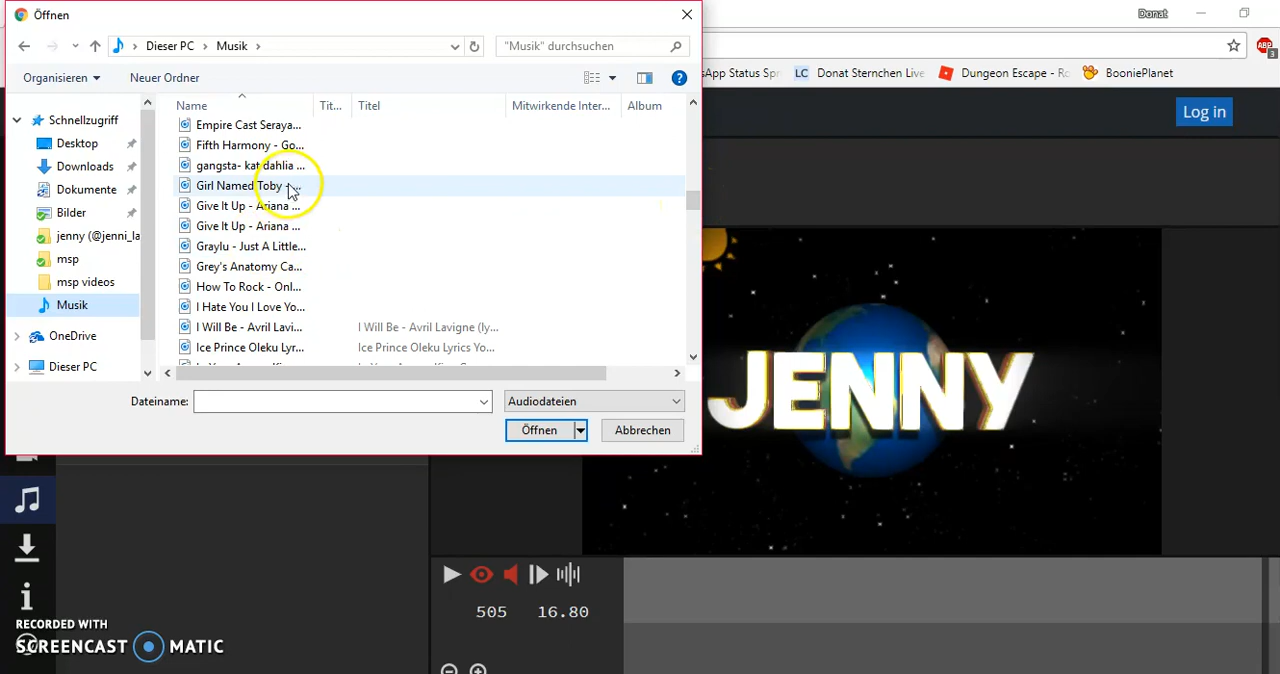 Öffnen
Donat
Dieser PC
Musik
"Musik" durchsuchen
Organisieren
Neuer Ordner
sApp Status Spr
LC Donat Sternchen Live
Dungeon Escape - Ro
BooniePlanet
ABP
3
Log in
Schnellzugriff
Desktop
Downloads
Dokumente
Bilder
jenny (@jenni_la
msp
msp videos
Musik
OneDrive
Dieser PC
Name
Tit...
Titel
Mitwirkende Inter...
Album
Empire Cast Seraya...
Fifth Harmony - Go...
gangsta- kat dahlia ...
Girl Named Toby - ...
Give It Up - Ariana ...
Give It Up - Ariana ...
Graylu - Just A Little...
Grey's Anatomy Ca...
How To Rock - Onl...
I Hate You I Love Yo...
I Will Be - Avril Lavi... I Will Be - Avril Lavigne (ly...
Ice Prince Oleku Lyr... Ice Prince Oleku Lyrics Yo...
Dateiname:
Audiodateien
Öffnen
Abbrechen
JENNY
505 16.80
RECORDED WITH
SCREENCAST MATIC